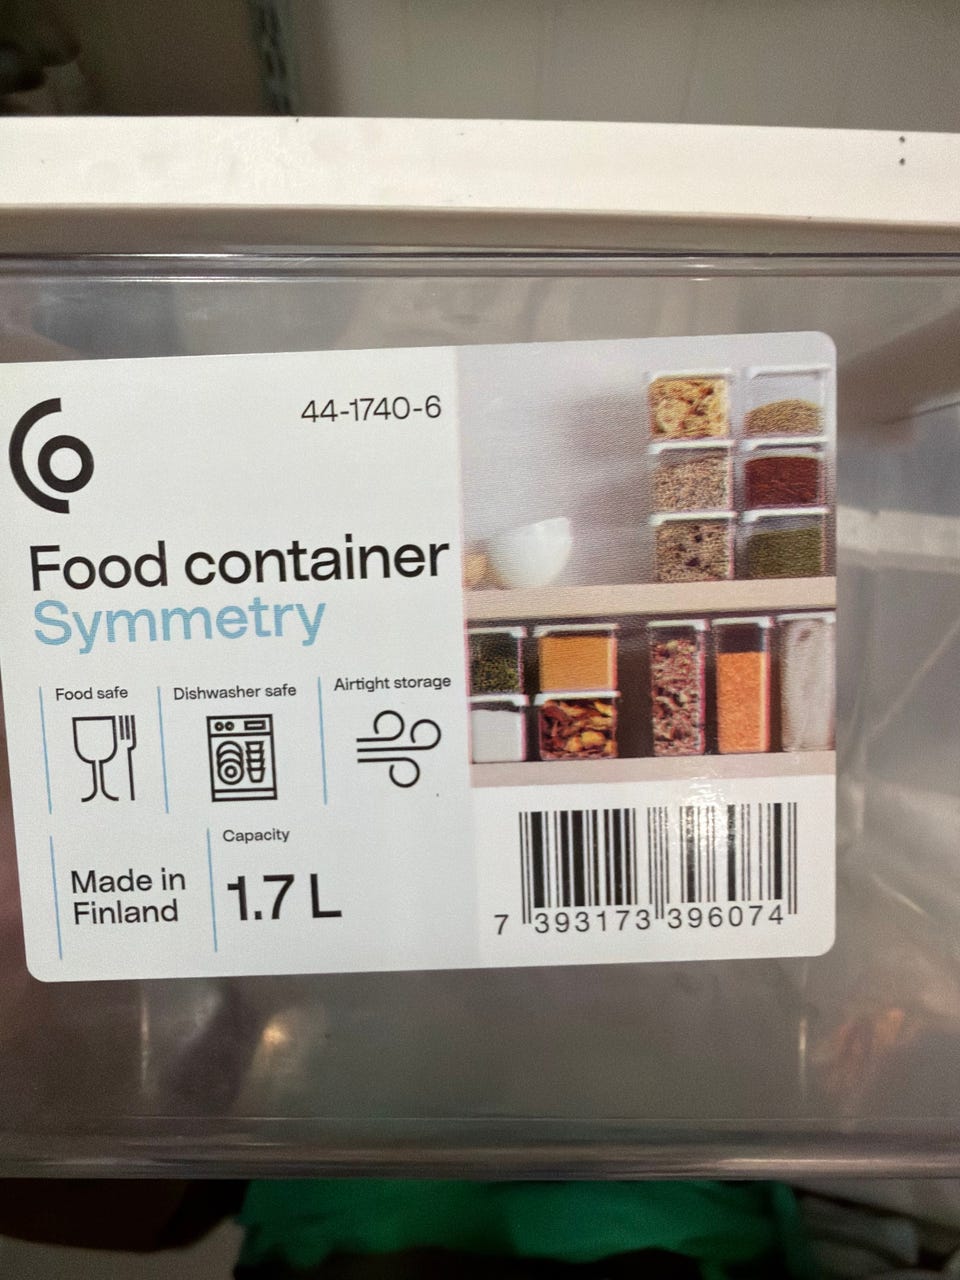 44-1740-6
Food container
Symmetry
Food safe
Dishwasher safe
Airtight storage
Made in
Finland
Capacity
1.7 L
7 393173 396074